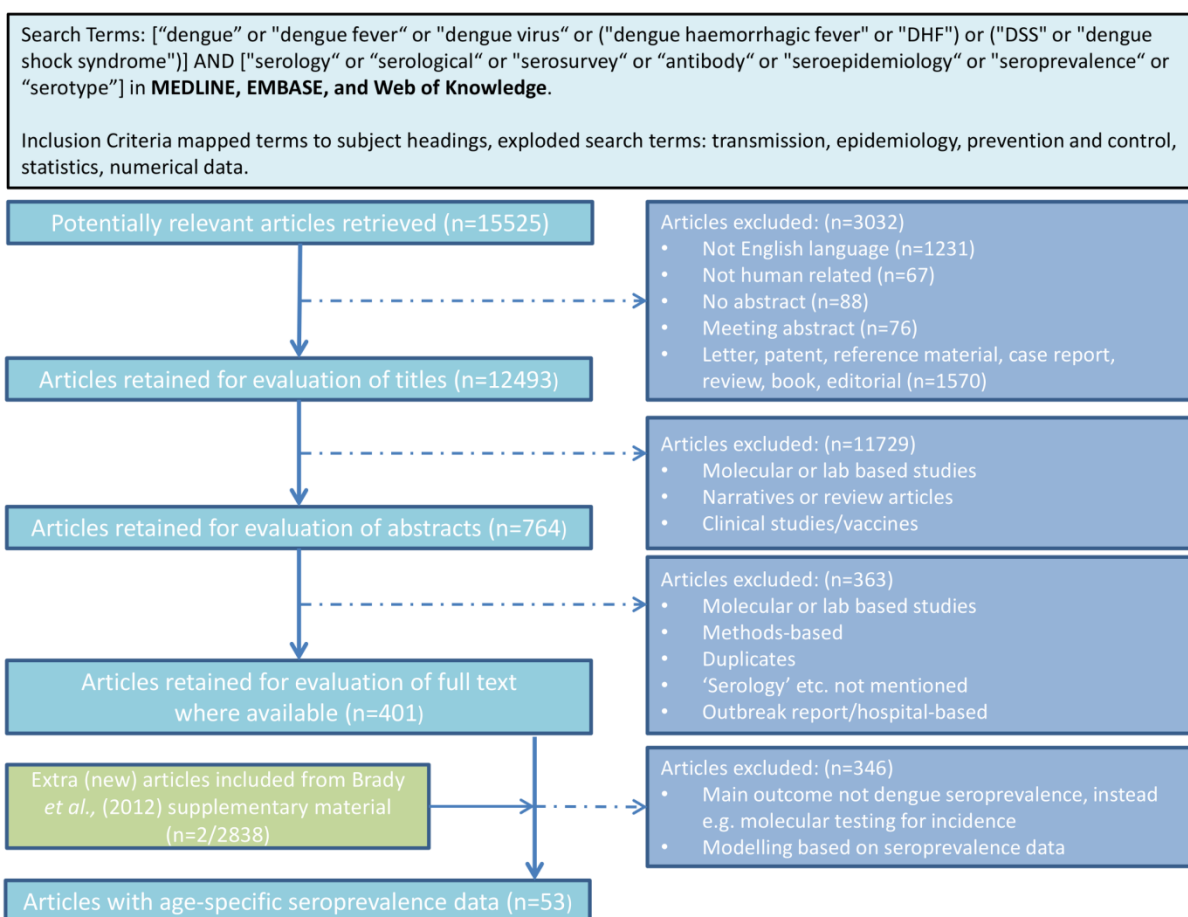 Search Terms: [“dengue” or "dengue fever“ or "dengue virus“ or ("dengue haemorrhagic fever" or "DHF") or ("DSS" or "dengue
shock syndrome")] AND ["serology“ or “serological“ or "serosurvey“ or “antibody“ or "seroepidemiology“ or "seroprevalence“ or
“serotype”] in MEDLINE, EMBASE, and Web of Knowledge.
Inclusion Criteria mapped terms to subject headings, exploded search terms: transmission, epidemiology, prevention and control,
statistics, numerical data.
Potentially relevant articles retrieved (n=15525)
Articles excluded: (n=3032)
• Not English language (n=1231)
• Not human related (n=67)
• No abstract (n=88)
• Meeting abstract (n=76)
• Letter, patent, reference material, case report,
review, book, editorial (n=1570)
Articles retained for evaluation of titles (n=12493)
Articles excluded: (n=11729)
• Molecular or lab based studies
• Narratives or review articles
• Clinical studies/vaccines
Articles retained for evaluation of abstracts (n=764)
Articles excluded: (n=363)
• Molecular or lab based studies
• Methods-based
• Duplicates
• ‘Serology’ etc. not mentioned
• Outbreak report/hospital-based
Articles retained for evaluation of full text
where available (n=401)
Extra (new) articles included from Brady
et al., (2012) supplementary material
(n=2/2838)
Articles excluded: (n=346)
• Main outcome not dengue seroprevalence, instead
e.g. molecular testing for incidence
• Modelling based on seroprevalence data
Articles with age-specific seroprevalence data (n=53)